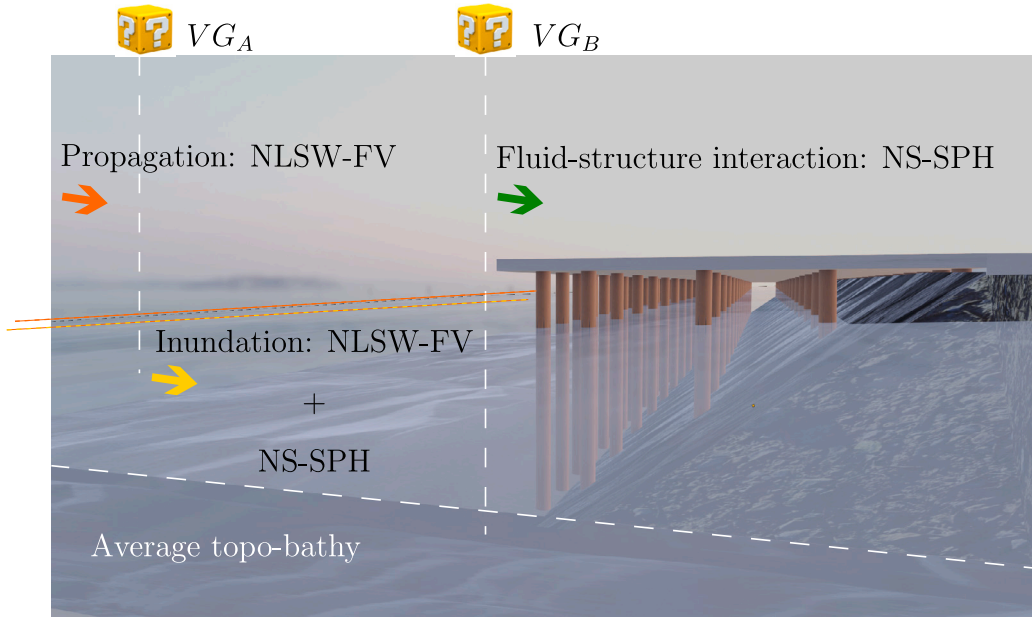 ? ? VG_A
? ? VG_B
Propagation: NLSW-FV
Fluid-structure interaction: NS-SPH
Inundation: NLSW-FV
+
NS-SPH
Average topo-bathy